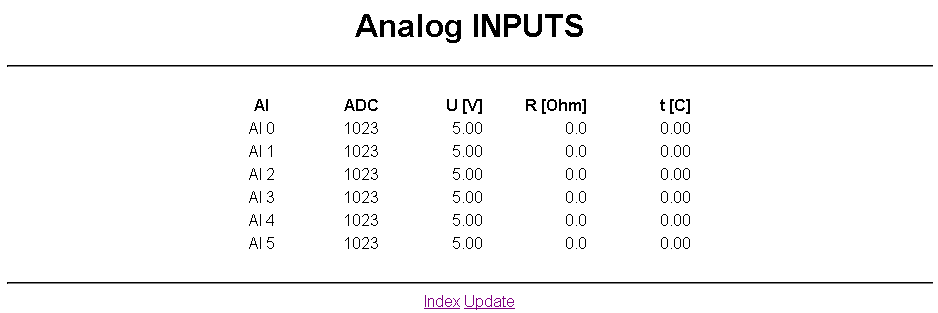 Analog INPUTS
AI ADC U [V] R [Ohm] t [C]
AI 0 1023 5.00 0.0 0.00
AI 1 1023 5.00 0.0 0.00
AI 2 1023 5.00 0.0 0.00
AI 3 1023 5.00 0.0 0.00
AI 4 1023 5.00 0.0 0.00
AI 5 1023 5.00 0.0 0.00
Index Update